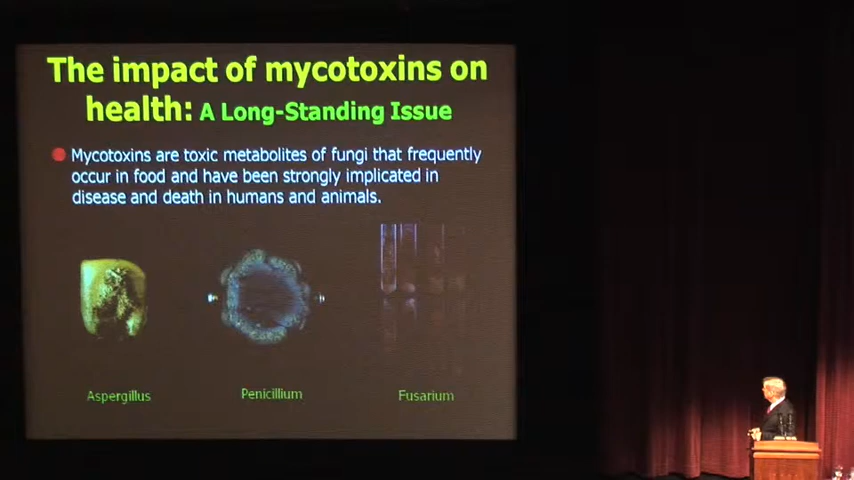 The impact of mycotoxins on
health: A Long-Standing Issue
Mycotoxins are toxic metabolites of fungi that frequently
occur in food and have been strongly implicated in
disease and death in humans and animals.
Aspergillus
Penicillium
Fusarium